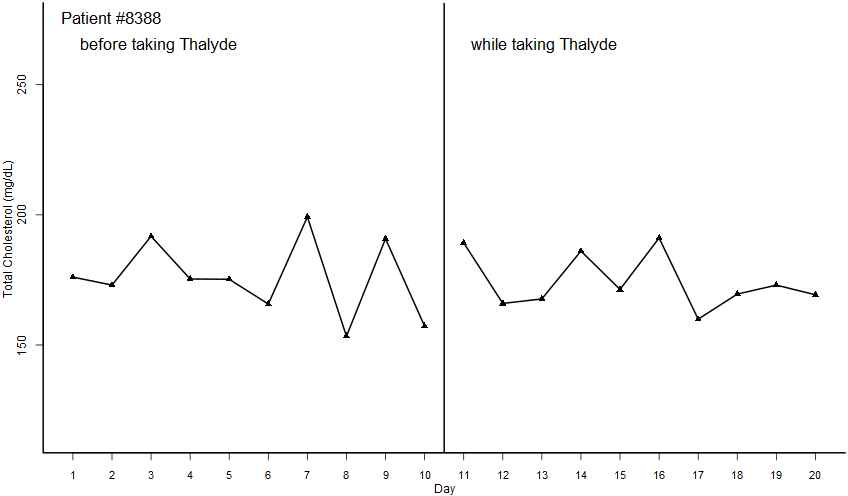 Patient #8388
before taking Thalyde
while taking Thalyde
Total Cholesterol (mg/dL)
250
200
150
1 2 3 4 5 6 7 8 9 10 11 12 13 14 15 16 17 18 19 20
Day